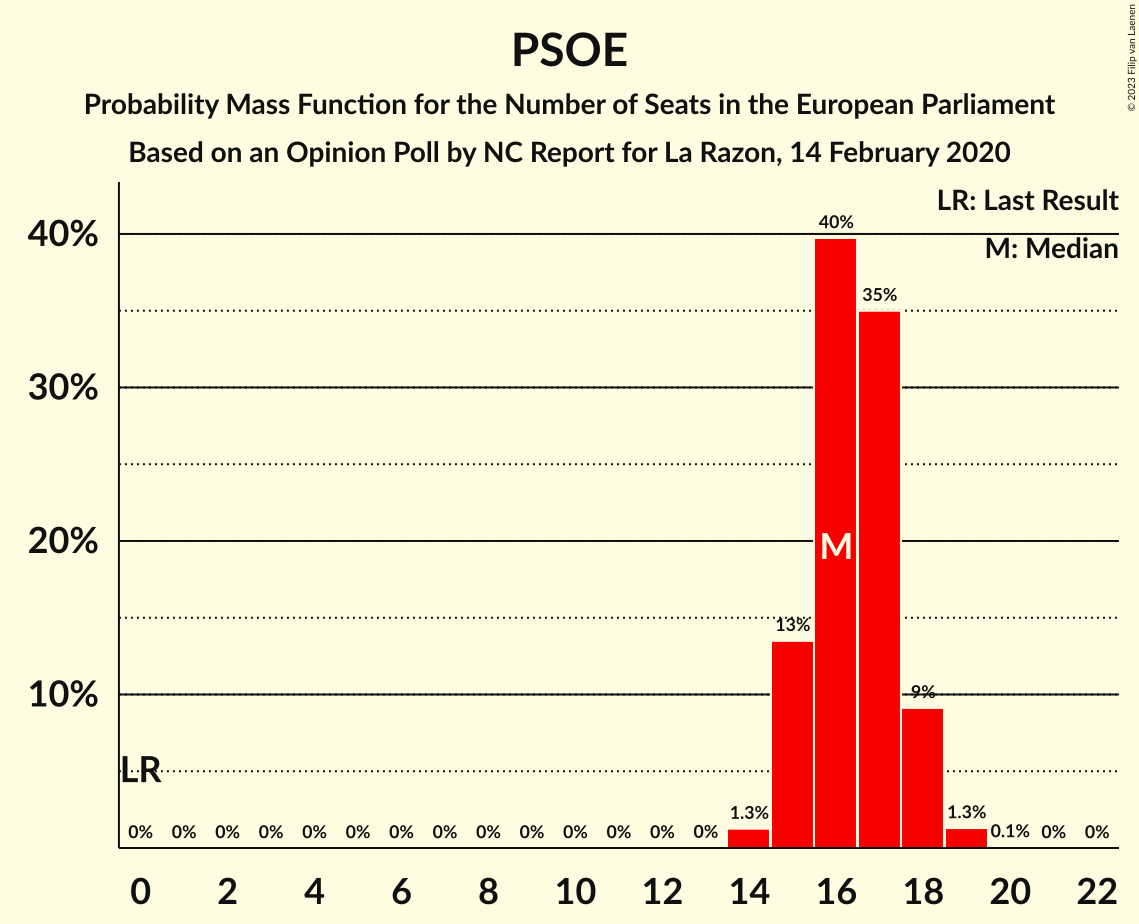 PSOE
Probability Mass Function for the Number of Seats in the European Parliament
Based on an Opinion Poll by NC Report for La Razon, 14 February 2020
© 2023 Filip van Laenen
LR: Last Result
M: Median
40%
30%
20%
10%
40%
35%
M
13%
9%
LR
0% 0% 0% 0% 0% 0% 0% 0% 0% 0% 0% 0% 0% 0% 1.3% 1.3% 0.1% 0% 0%
0 2 4 6 8 10 12 14 16 18 20 22